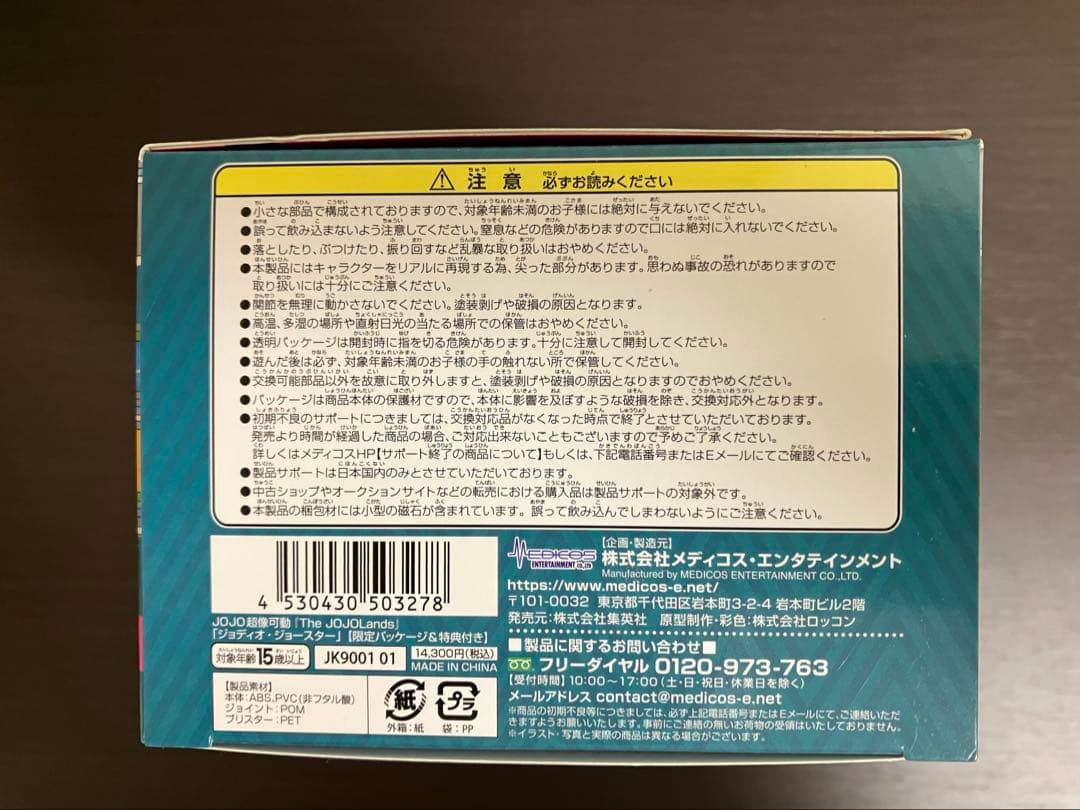 注意 必ずお読みください
●小さな部品で構成されておりますので、対象年齢未満のお子様には絶対に与えないでください。
●誤って飲み込まないよう注意してください。窒息などの危険がありますので口には絶対に入れないでください。
●落としたり、ぶつけたり、振り回すなど乱暴な取り扱いはおやめください。
●本製品にはキャラクターをリアルに再現する為、尖った部分があります。思わぬ事故の恐れがありますので
取り扱いには十分にご注意ください。
●関節を無理に動かさないでください。塗装剥げや破損の原因となります。
●高温、多湿の場所や直射日光の当たる場所での保管はおやめください。
●透明パッケージは開封時に指を切る危険があります。十分に注意して開封してください。
●遊んだ後は必ず、対象年齢未満のお子様の手の触れない所で保管してください。
●交換可能部品以外を故意に取り外しますと、塗装剥げや破損の原因となりますのでおやめください。
●パッケージは商品本体の保護材ですので、本体に影響を及ぼすような破損を除き、交換対応外となります。
●初期不良のサポートにつきましては、交換対応品がなくなった時点で終了とさせていただいております。
発売より時間が経過した商品の場合、ご対応出来ないこともございますので予めご了承ください。
詳しくはメディコスHP【サポート終了の商品について】もしくは、下記電話番号またはEメールにてご確認ください。
●製品サポートは日本国内のみとさせていただいております。
●中古ショップやオークションサイトなどの転売における購入品は製品サポートの対象外です。
●本製品の梱包材には小型の磁石が含まれています。誤って飲み込んでしまわないようにご注意ください。
4 530430 503278
JOJO超像可動『The JOJOLands』
「ジョディオ・ジョースター」【限定パッケージ&特典付き】
対象年齢15歳以上
JK9001 01
14,300円(税込)
MADE IN CHINA
【製品素材】
本体:ABS、PVC(非フタル酸)
ジョイント:POM
ブリスター:PET
紙
外箱:紙
プラ
袋:PP
MEDICOS
ENTERTAINMENT CO.,LTD
【企画・製造元】
株式会社メディコス・エンタテインメント
Manufactured by MEDICOS ENTERTAINMENT CO.,LTD.
https://www.medicos-e.net/
〒101-0032 東京都千代田区岩本町3-2-4 岩本町ビル2階
発売元:株式会社集英社 原型制作・彩色:株式会社ロッコン
■製品に関するお問い合わせ■
フリーダイヤル 0120-973-763
【受付時間】10:00〜17:00(土・日・祝日・休業日を除く)
メールアドレス contact@medicos-e.net
※商品の初期不良等につきましては、必ず上記電話番号またはEメールにて、ご連絡いただ
きますようお願いいたします。事前にご連絡の無いお荷物の受領はいたしておりません。
※イラスト・写真と実際の商品は異なる場合がございます。